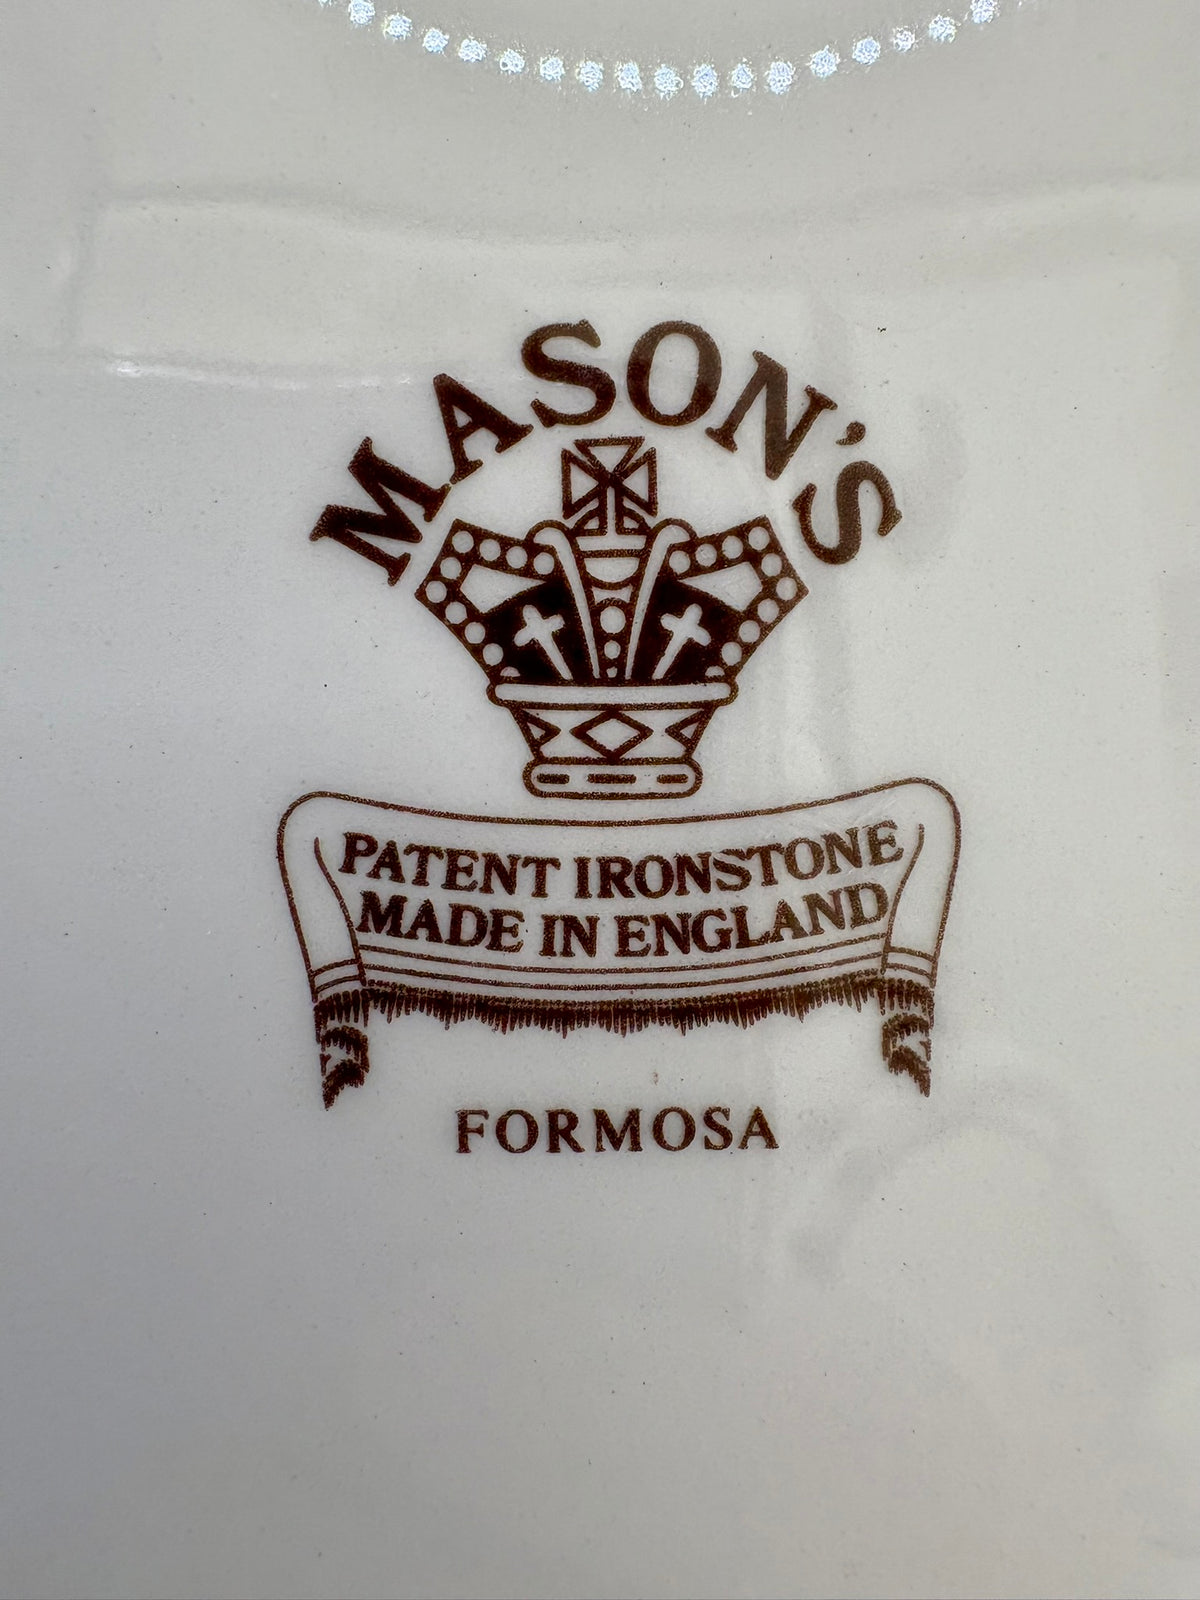 MASON'S
PATENT IRONSTONE
MADE IN ENGLAND
FORMOSA